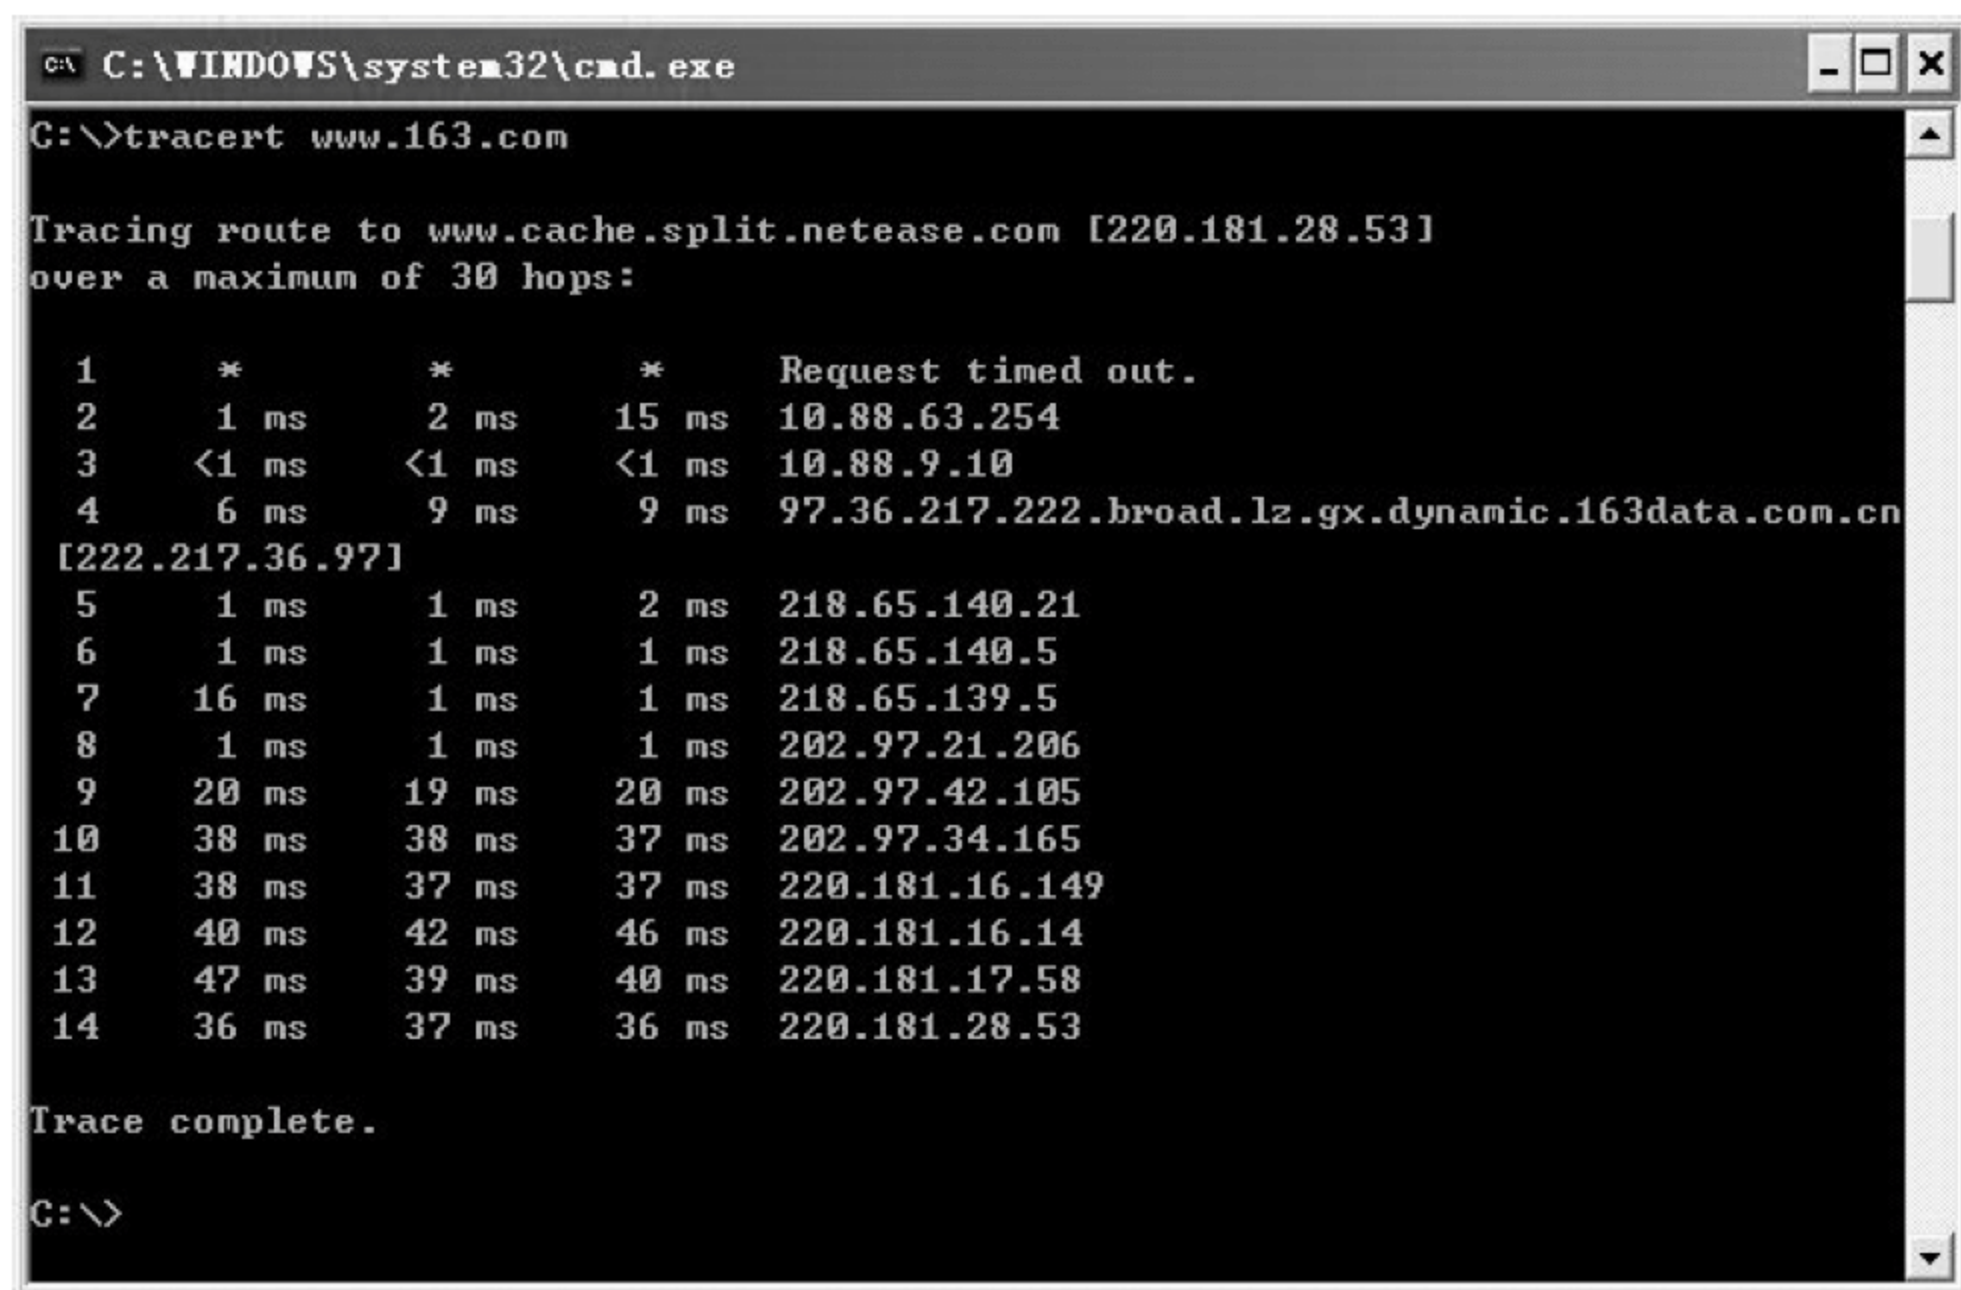 C:\WINDOWS\system32\cmd.exe
C:\>tracert www.163.com
Tracing route to www.cache.split.netease.com [220.181.28.53]
over a maximum of 30 hops:
1 * * * Request timed out.
2 1 ms 2 ms 15 ms 10.88.63.254
3 <1 ms <1 ms <1 ms 10.88.9.10
4 6 ms 9 ms 9 ms 97.36.217.222.broad.lz.gx.dynamic.163data.com.cn
[222.217.36.97]
5 1 ms 1 ms 2 ms 218.65.140.21
6 1 ms 1 ms 1 ms 218.65.140.5
7 16 ms 1 ms 1 ms 218.65.139.5
8 1 ms 1 ms 1 ms 202.97.21.206
9 20 ms 19 ms 20 ms 202.97.42.105
10 38 ms 38 ms 37 ms 202.97.34.165
11 38 ms 37 ms 37 ms 220.181.16.149
12 40 ms 42 ms 46 ms 220.181.16.14
13 47 ms 39 ms 40 ms 220.181.17.58
14 36 ms 37 ms 36 ms 220.181.28.53
Trace complete.
C:\>